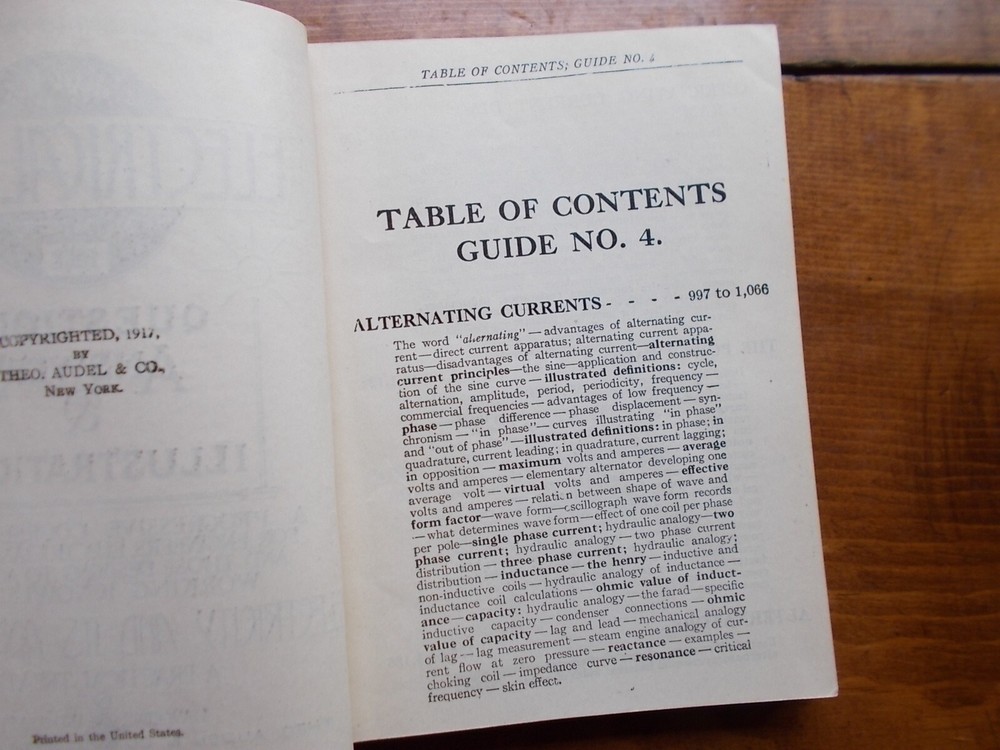 COPYRIGHTED, 1917,
BY
THEO. AUDEL & CO.,
New York.
Printed in the United States.
TABLE OF CONTENTS; GUIDE NO. 4
TABLE OF CONTENTS
GUIDE NO. 4.
ALTERNATING CURRENTS - - - - 997 to 1,066
The word "alternating" — advantages of alternating cur-
rent — direct current apparatus; alternating current appa-
ratus—disadvantages of alternating current—alternating
current principles—the sine—application and construc-
tion of the sine curve — illustrated definitions: cycle,
alternation, amplitude, period, periodicity, frequency —
commercial frequencies — advantages of low frequency —
phase — phase difference — phase displacement — syn-
chronism — "in phase" — curves illustrating "in phase"
and "out of phase" — illustrated definitions: in phase; in
quadrature, current leading; in quadrature, current lagging;
in opposition — maximum volts and amperes — average
volts and amperes — elementary alternator developing one
average volt — virtual volts and amperes — effective
volts and amperes — relation between shape of wave and
form factor—wave form—oscillograph wave form records
— what determines wave form — effect of one coil per phase
per pole—single phase current; hydraulic analogy—two
phase current; hydraulic analogy — two phase current
distribution — three phase current; hydraulic analogy;
distribution — inductance — the henry — inductive and
non-inductive coils — hydraulic analogy of inductance —
inductance coil calculations — ohmic value of induct-
ance — capacity; hydraulic analogy — the farad — specific
inductive capacity — condenser connections — ohmic
value of capacity — lag and lead — mechanical analogy
of lag — lag measurement — steam engine analogy of cur-
rent flow at zero pressure — reactance — examples —
choking coil — impedance curve — resonance — critical
frequency — skin effect.